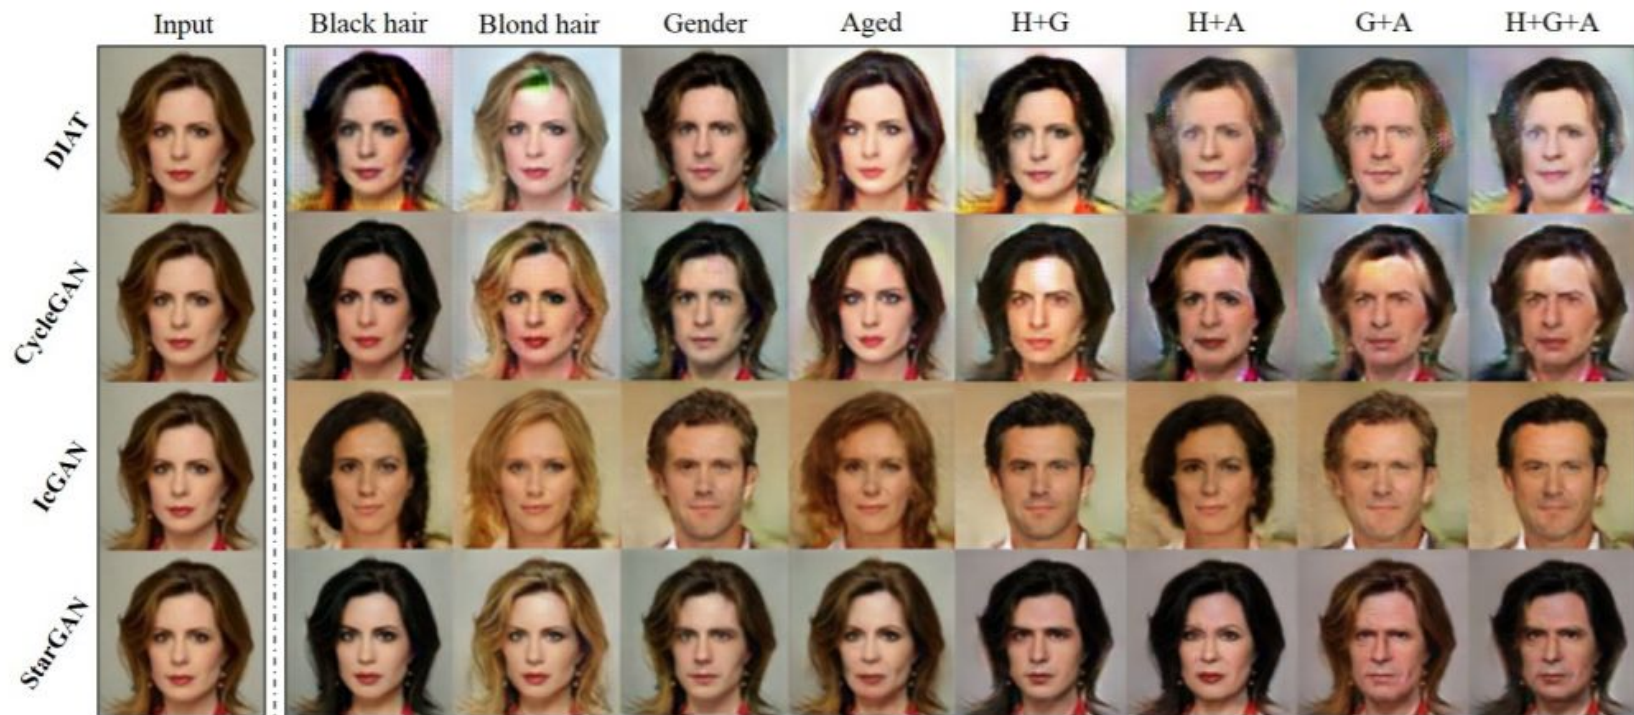 Input Black hair Blond hair Gender Aged H+G H+A G+A H+G+A
DIAT
CycleGAN
IcGAN
StarGAN